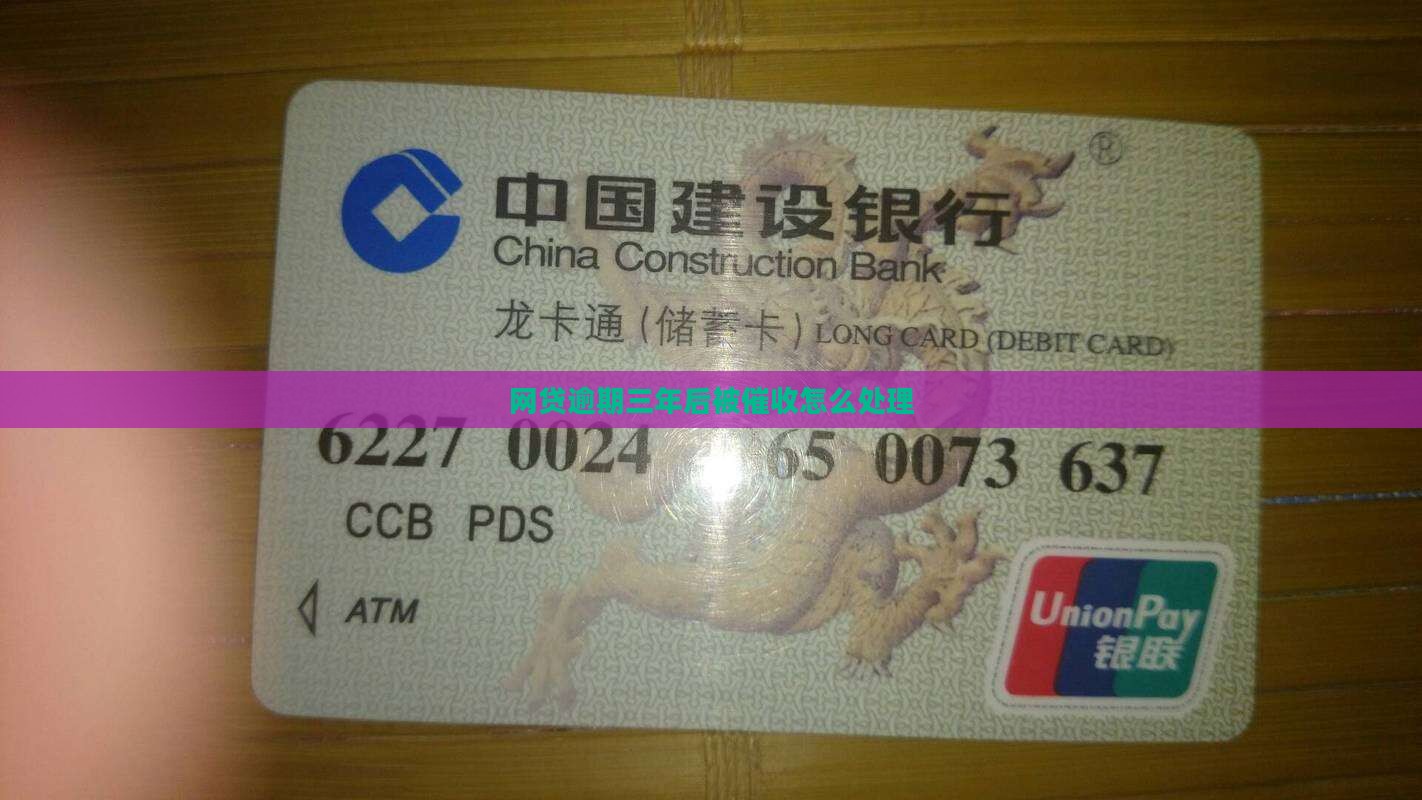 ®
中国建设银行
China Construction Bank
龙卡通(储蓄卡) LONG CARD (DEBIT CARD)
网贷逾期三年后被催收怎么处理
6227 0024 65 0073 637
CCB PDS
ATM
UnionPay
银联